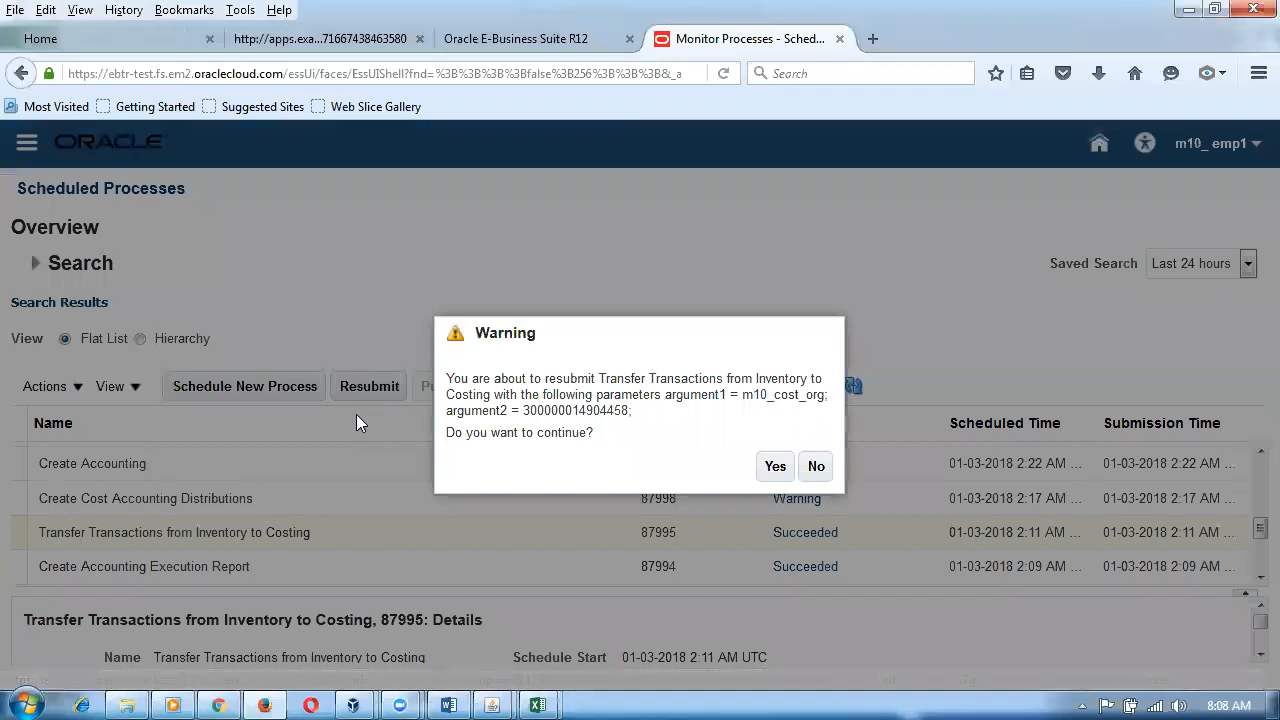 File Edit View History Bookmarks Tools Help
Home http://apps.exa...71667438463580 Oracle E-Business Suite R12 Monitor Processes - Sched...
https://ebtr-test.fs.em2.oraclecloud.com/essUi/faces/EssUIShell?fnd=%3B%3B%3B%3Bfalse%3B256%3B%3B%3B&_a Search
Most Visited Getting Started Suggested Sites Web Slice Gallery
ORACLE m10_ emp1
Scheduled Processes
Overview
Search Saved Search Last 24 hours
Search Results
View Flat List Hierarchy
Actions View Schedule New Process Resubmit
Warning
You are about to resubmit Transfer Transactions from Inventory to
Costing with the following parameters argument1 = m10_cost_org;
argument2 = 300000014904458;
Do you want to continue?
Yes No
Name Scheduled Time Submission Time
Create Accounting 01-03-2018 2:22 AM ... 01-03-2018 2:22 AM ...
Create Cost Accounting Distributions 87998 Warning 01-03-2018 2:17 AM ... 01-03-2018 2:17 AM ...
Transfer Transactions from Inventory to Costing 87995 Succeeded 01-03-2018 2:11 AM ... 01-03-2018 2:11 AM ...
Create Accounting Execution Report 87994 Succeeded 01-03-2018 2:09 AM ... 01-03-2018 2:09 AM ...
Transfer Transactions from Inventory to Costing, 87995: Details
Name Transfer Transactions from Inventory to Costing Schedule Start 01-03-2018 2:11 AM UTC
8:08 AM